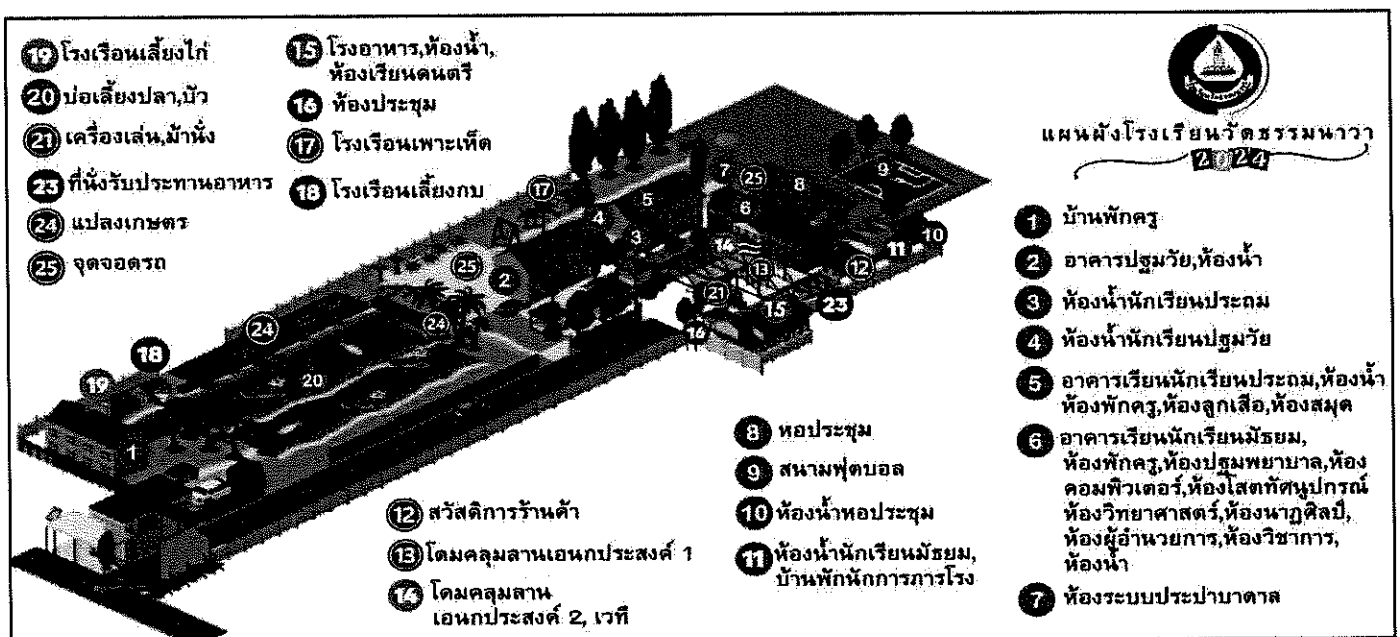 19 โรงเรือนเลี้ยงไก่
20 บ่อเลี้ยงปลา,บัว
21 เครื่องเล่น,ม้านั่ง
23 ที่นั่งรับประทานอาหาร
24 แปลงเกษตร
25 จุดจอดรถ
15 โรงอาหาร,ห้องน้ำ,
ห้องเรียนดนตรี
16 ห้องประชุม
17 โรงเรือนเพาะเห็ด
18 โรงเรือนเลี้ยงกบ
แผนผังโรงเรียนวัดธรรมนาวา
2024
1 บ้านพักครู
2 อาคารปฐมวัย,ห้องน้ำ
3 ห้องน้ำนักเรียนประถม
4 ห้องน้ำนักเรียนปฐมวัย
5 อาคารเรียนนักเรียนประถม,ห้องน้ำ
ห้องพักครู,ห้องลูกเสือ,ห้องสมุด
6 อาคารเรียนนักเรียนมัธยม,
ห้องพักครู,ห้องปฐมพยาบาล,ห้อง
คอมพิวเตอร์,ห้องโสตทัศนูปกรณ์
ห้องวิทยาศาสตร์,ห้องนาฏศิลป์,
ห้องผู้อำนวยการ,ห้องวิชาการ,
ห้องน้ำ
7 ห้องระบบประปาบาดาล
8 หอประชุม
9 สนามฟุตบอล
10 ห้องน้ำหอประชุม
11 ห้องน้ำนักเรียนมัธยม,
บ้านพักนักการภารโรง
12 สวัสดิการร้านค้า
13 โดมคลุมลานเอนกประสงค์ 1
14 โดมคลุมลาน
เอนกประสงค์ 2, เวที
17
7
25
8
9
5
4
6
3
14
11
10
25
2
13
12
21
15
23
16
24
24
18
19
20
1